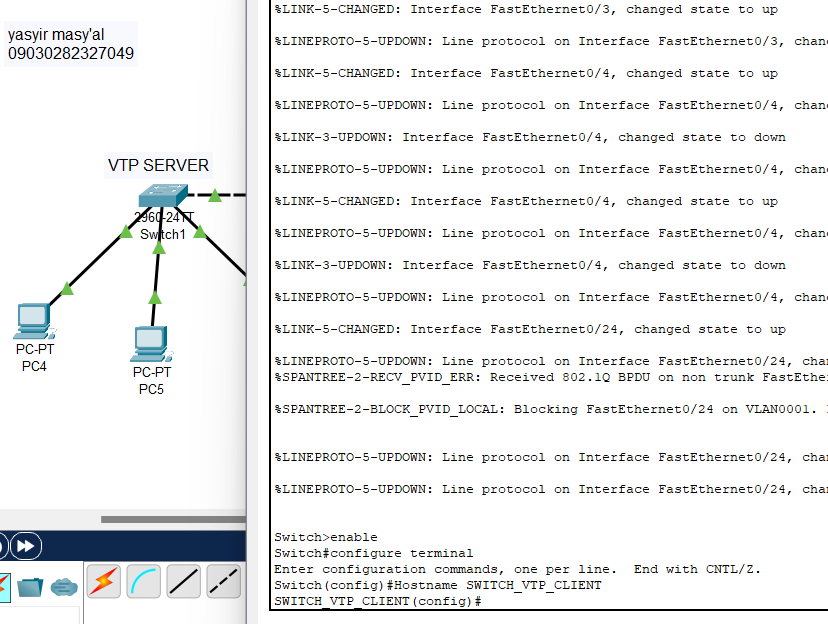 yasyir masy'al
09030282327049
VTP SERVER
2960-24TT
Switch1
PC-PT
PC4
PC-PT
PC5
%LINK-5-CHANGED: Interface FastEthernet0/3, changed state to up
%LINEPROTO-5-UPDOWN: Line protocol on Interface FastEthernet0/3, chan
%LINK-5-CHANGED: Interface FastEthernet0/4, changed state to up
%LINEPROTO-5-UPDOWN: Line protocol on Interface FastEthernet0/4, chan
%LINK-3-UPDOWN: Interface FastEthernet0/4, changed state to down
%LINEPROTO-5-UPDOWN: Line protocol on Interface FastEthernet0/4, chan
%LINK-5-CHANGED: Interface FastEthernet0/4, changed state to up
%LINEPROTO-5-UPDOWN: Line protocol on Interface FastEthernet0/4, chan
%LINK-3-UPDOWN: Interface FastEthernet0/4, changed state to down
%LINEPROTO-5-UPDOWN: Line protocol on Interface FastEthernet0/4, chan
%LINK-5-CHANGED: Interface FastEthernet0/24, changed state to up
%LINEPROTO-5-UPDOWN: Line protocol on Interface FastEthernet0/24, cha
%SPANTREE-2-RECV_PVID_ERR: Received 802.1Q BPDU on non trunk FastEthe
%SPANTREE-2-BLOCK_PVID_LOCAL: Blocking FastEthernet0/24 on VLAN0001.
%LINEPROTO-5-UPDOWN: Line protocol on Interface FastEthernet0/24, cha
%LINEPROTO-5-UPDOWN: Line protocol on Interface FastEthernet0/24, cha
Switch>enable
Switch#configure terminal
Enter configuration commands, one per line. End with CNTL/Z.
Switch(config)#Hostname SWITCH_VTP_CLIENT
SWITCH_VTP_CLIENT(config)#